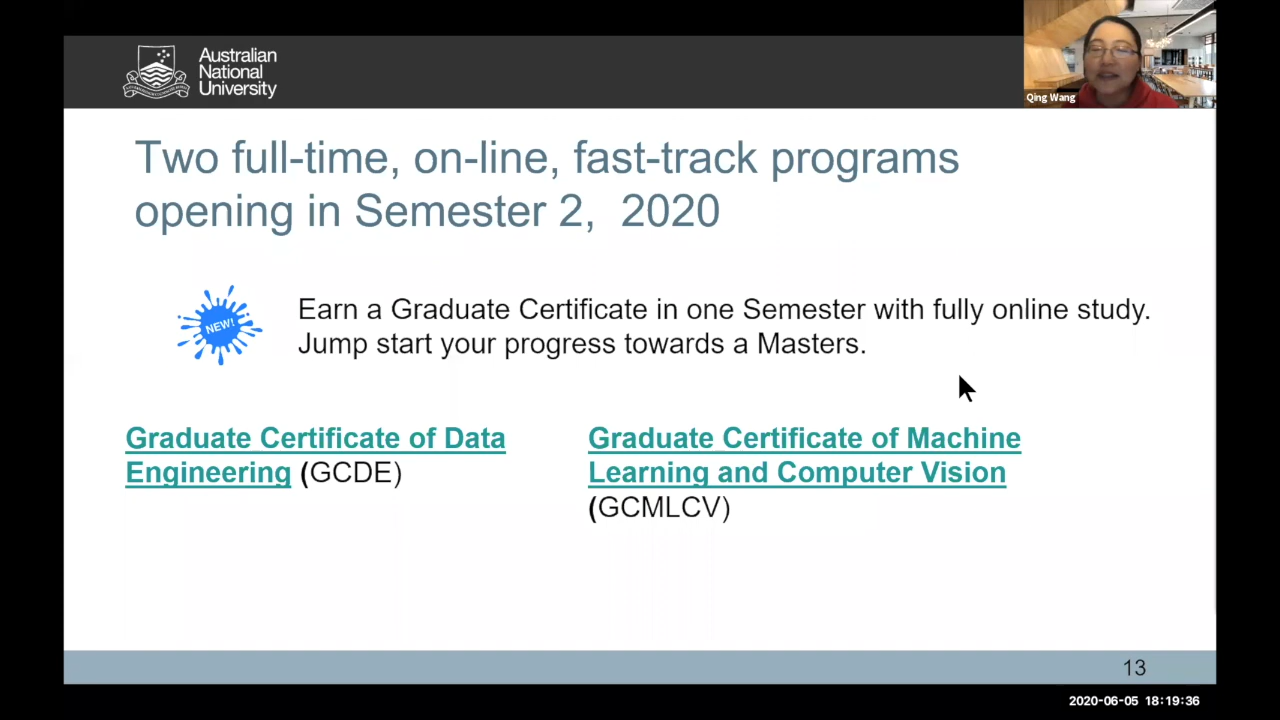 Australian
National
University
Qing Wang
Two full-time, on-line, fast-track programs
opening in Semester 2, 2020
NEW!
Earn a Graduate Certificate in one Semester with fully online study.
Jump start your progress towards a Masters.
Graduate Certificate of Data
Engineering (GCDE)
Graduate Certificate of Machine
Learning and Computer Vision
(GCMLCV)
13
2020-06-05 18:19:36